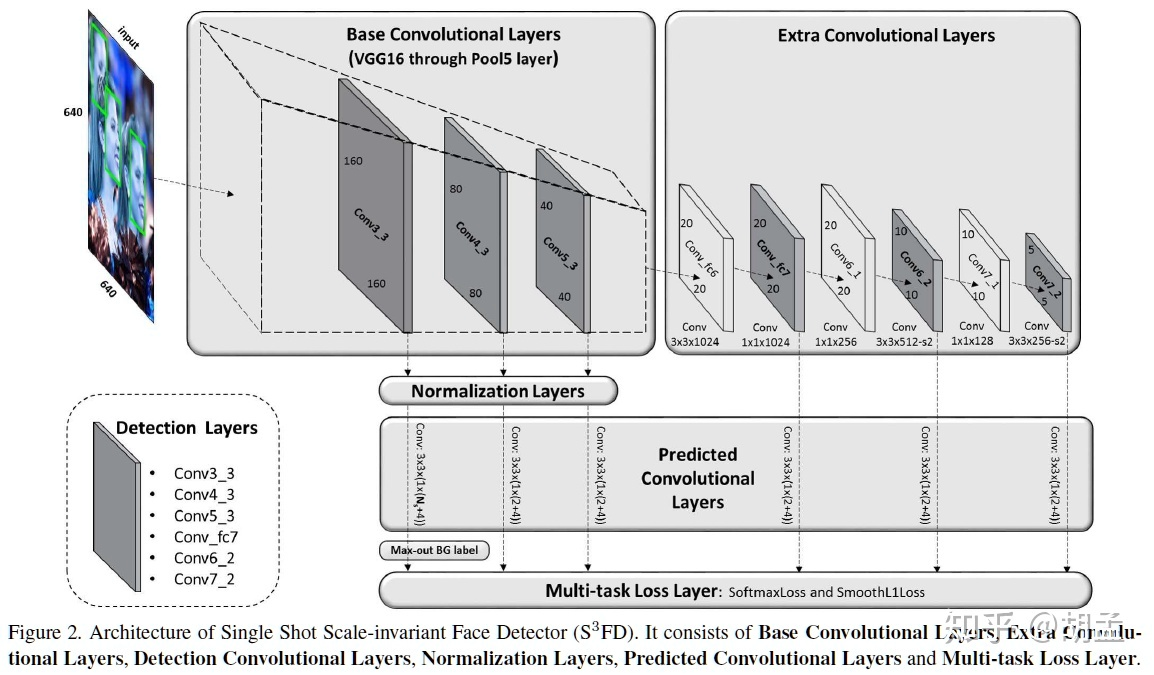 input
640
640
Base Convolutional Layers
(VGG16 through Pool5 layer)
160
Conv3_3
160
80
Conv4_3
80
40
Conv5_3
40
Extra Convolutional Layers
20
Conv_fc6
20
20
Conv_fc7
20
20
Conv6_1
20
10
Conv6_2
10
10
Conv7_1
10
5
Conv7_2
5
Conv
3x3x1024
Conv
1x1x1024
Conv
1x1x256
Conv
3x3x512-s2
Conv
1x1x128
Conv
3x3x256-s2
Normalization Layers
Detection Layers
• Conv3_3
• Conv4_3
• Conv5_3
• Conv_fc7
• Conv6_2
• Conv7_2
Conv: 3x3x(1x(Ns+4))
Conv: 3x3x(1x(2+4))
Conv: 3x3x(1x(2+4))
Predicted
Convolutional
Layers
Conv: 3x3x(1x(2+4))
Conv: 3x3x(1x(2+4))
Conv: 3x3x(1x(2+4))
Max-out BG label
Multi-task Loss Layer: SoftmaxLoss and SmoothL1Loss
知乎 @胡孟
Figure 2. Architecture of Single Shot Scale-invariant Face Detector (S³FD). It consists of Base Convolutional Layers, Extra Convolu-
tional Layers, Detection Convolutional Layers, Normalization Layers, Predicted Convolutional Layers and Multi-task Loss Layer.